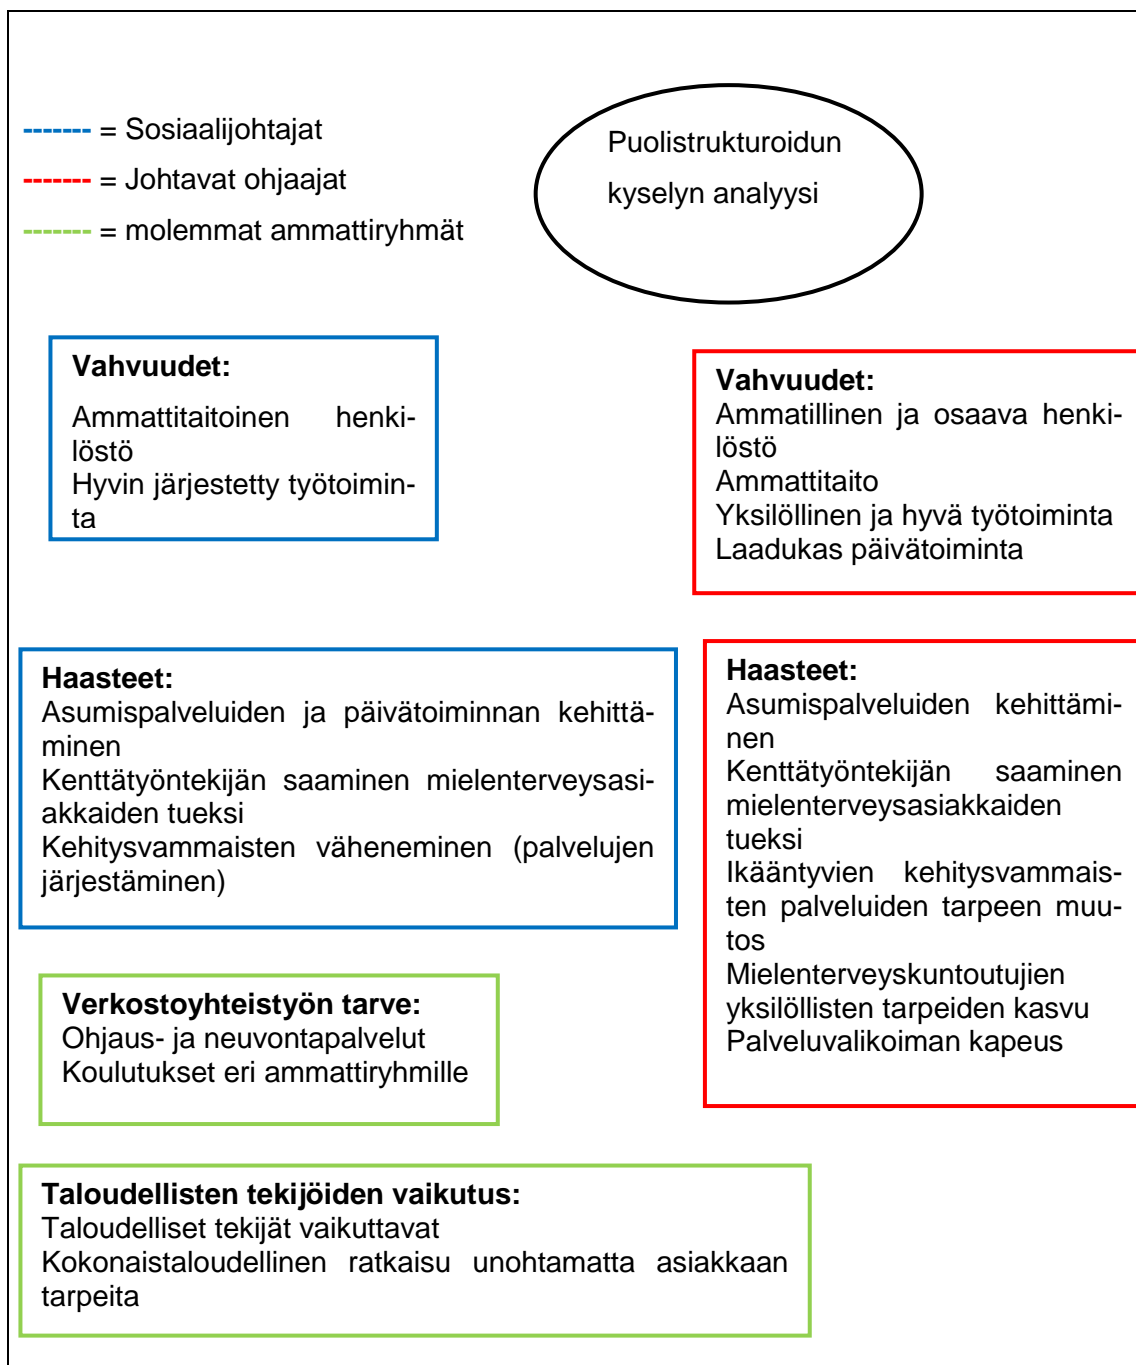 ------- = Sosiaalijohtajat
------- = Johtavat ohjaajat
------- = molemmat ammattiryhmät
Puolistrukturoidun
kyselyn analyysi
Vahvuudet:
Ammattitaitoinen henki-
löstö
Hyvin järjestetty työtoimin-
ta
Vahvuudet:
Ammatillinen ja osaava henki-
löstö
Ammattitaito
Yksilöllinen ja hyvä työtoiminta
Laadukas päivätoiminta
Haasteet:
Asumispalveluiden ja päivätoiminnan kehittä-
minen
Kenttätyöntekijän saaminen mielenterveysasi-
akkaiden tueksi
Kehitysvammaisten väheneminen (palvelujen
järjestäminen)
Haasteet:
Asumispalveluiden kehittämi-
nen
Kenttätyöntekijän saaminen
mielenterveysasiakkaiden
tueksi
Ikääntyvien kehitysvammais-
ten palveluiden tarpeen muu-
tos
Mielenterveyskuntoutujien
yksilöllisten tarpeiden kasvu
Palveluvalikoiman kapeus
Verkostoyhteistyön tarve:
Ohjaus- ja neuvontapalvelut
Koulutukset eri ammattiryhmille
Taloudellisten tekijöiden vaikutus:
Taloudelliset tekijät vaikuttavat
Kokonaistaloudellinen ratkaisu unohtamatta asiakkaan
tarpeita